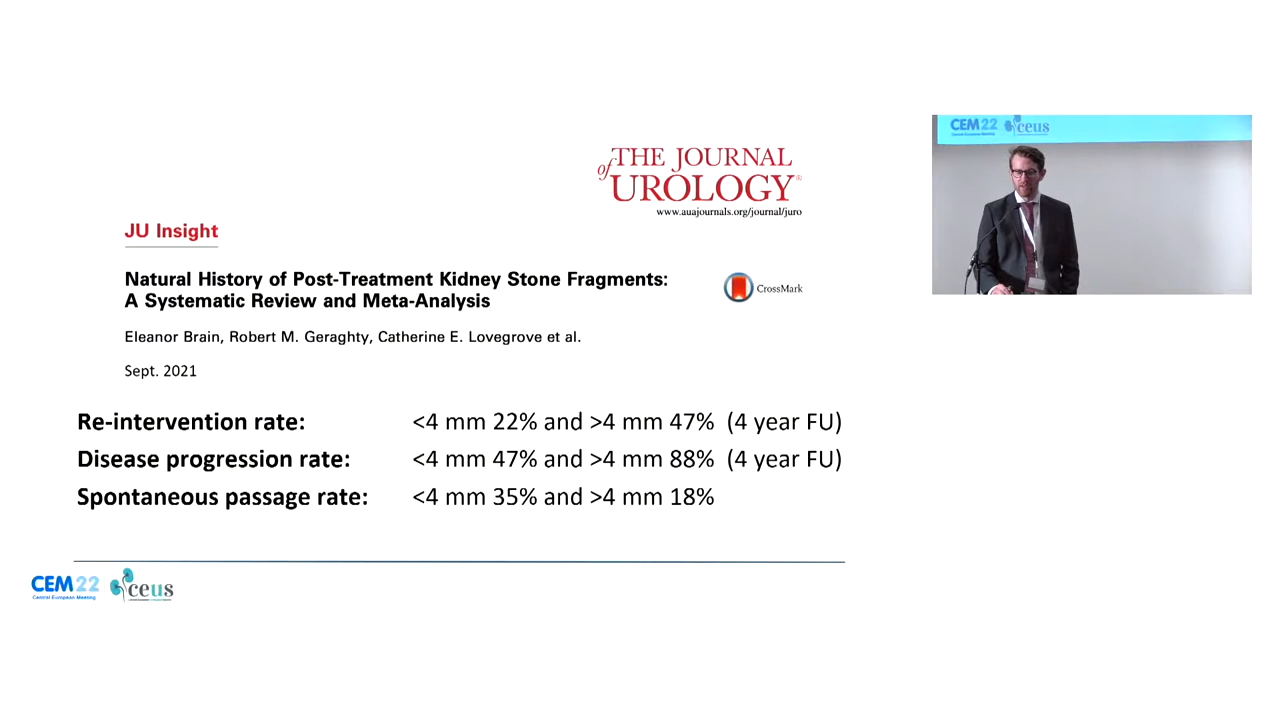 THE JOURNAL
of UROLOGY®
www.auajournals.org/journal/juro
JU Insight
Natural History of Post-Treatment Kidney Stone Fragments:
A Systematic Review and Meta-Analysis
CrossMark
Eleanor Brain, Robert M. Geraghty, Catherine E. Lovegrove et al.
Sept. 2021
Re-intervention rate: <4 mm 22% and >4 mm 47% (4 year FU)
Disease progression rate: <4 mm 47% and >4 mm 88% (4 year FU)
Spontaneous passage rate: <4 mm 35% and >4 mm 18%
CEM22
Central European Meeting
ceus
CEM22
Central European Meeting
ceus